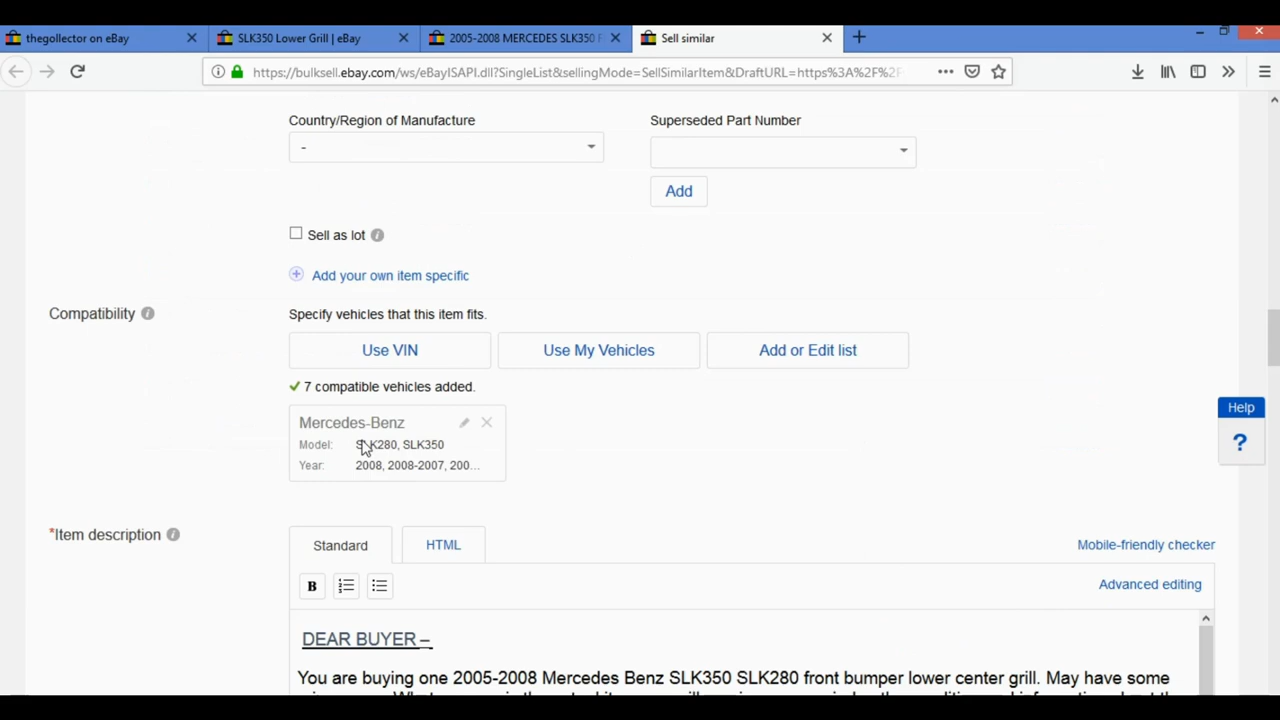 thegollector on eBay
SLK350 Lower Grill | eBay
2005-2008 MERCEDES SLK350 F
Sell similar
https://bulksell.ebay.com/ws/eBayISAPI.dll?SingleList&sellingMode=SellSimilarItem&DraftURL=https%3A%2F%2F
Country/Region of Manufacture
Superseded Part Number
-
Add
Sell as lot
Add your own item specific
Compatibility
Specify vehicles that this item fits.
Use VIN
Use My Vehicles
Add or Edit list
7 compatible vehicles added.
Mercedes-Benz
Model: SLK280, SLK350
Year: 2008, 2008-2007, 200...
Help
?
*Item description
Standard
HTML
Mobile-friendly checker
B
Advanced editing
DEAR BUYER –
You are buying one 2005-2008 Mercedes Benz SLK350 SLK280 front bumper lower center grill. May have some